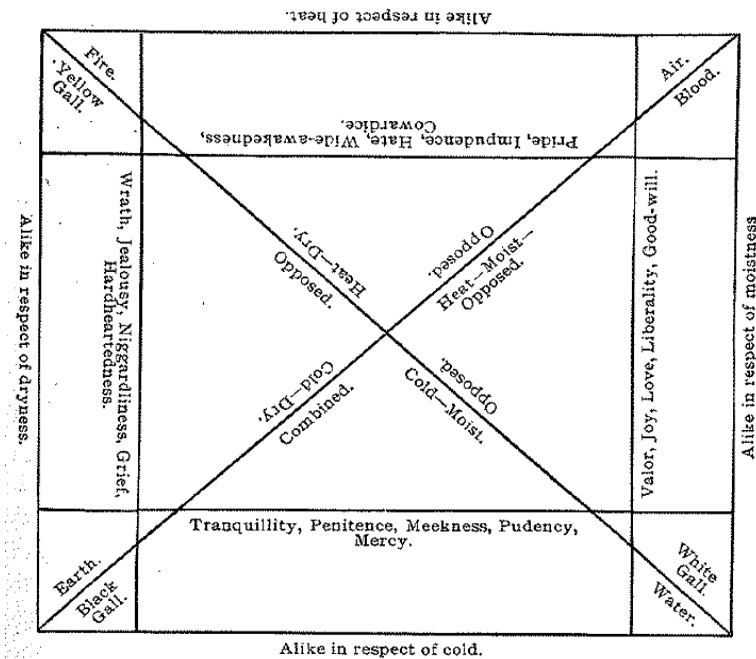 Alike in respect of heat.
Fire.
Yellow
Gall.
Air.
Blood.
Pride, Impudence, Hate, Wide-awakedness,
Cowardice.
Alike in respect of dryness.
Wrath, Jealousy, Niggardliness, Grief,
Hardheartedness.
Heat—Dry.
Opposed.
Opposed.
Heat—Moist—
Opposed.
Valor, Joy, Love, Liberality, Good-will.
Alike in respect of moistness
Cold—Dry.
Combined.
Opposed.
Cold—Moist.
Tranquillity, Penitence, Meekness, Pudency,
Mercy.
Earth.
Black
Gall.
White
Gall.
Water.
Alike in respect of cold.